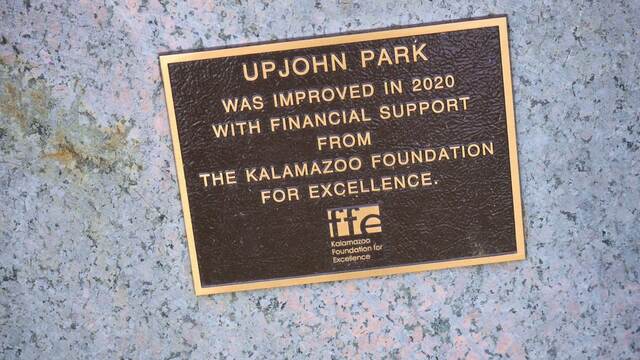 UPJOHN PARK
WAS IMPROVED IN 2020
WITH FINANCIAL SUPPORT
FROM
THE KALAMAZOO FOUNDATION
FOR EXCELLENCE.
ffe
Kalamazoo
Foundation for
Excellence